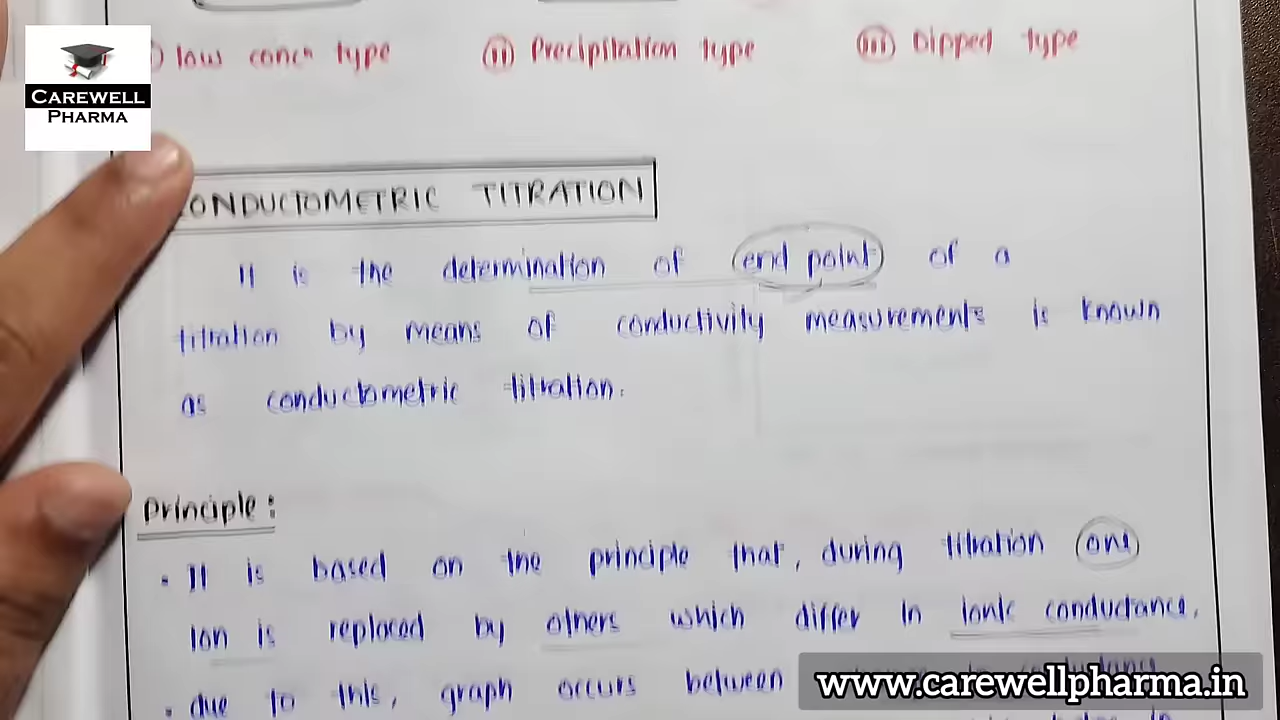 ) low concn type (ii) Precipitation type (iii) Dipped type
CAREWELL
PHARMA
CONDUCTOMETRIC TITRATION
It is the determination of end point of a
titration by means of conductivity measurements is known
as conductometric titration.
Principle:
• It is based on the principle that, during titration one
Ion is replaced by others which differ in ionic conductance.
• due to this, graph occurs between
www.carewellpharma.in